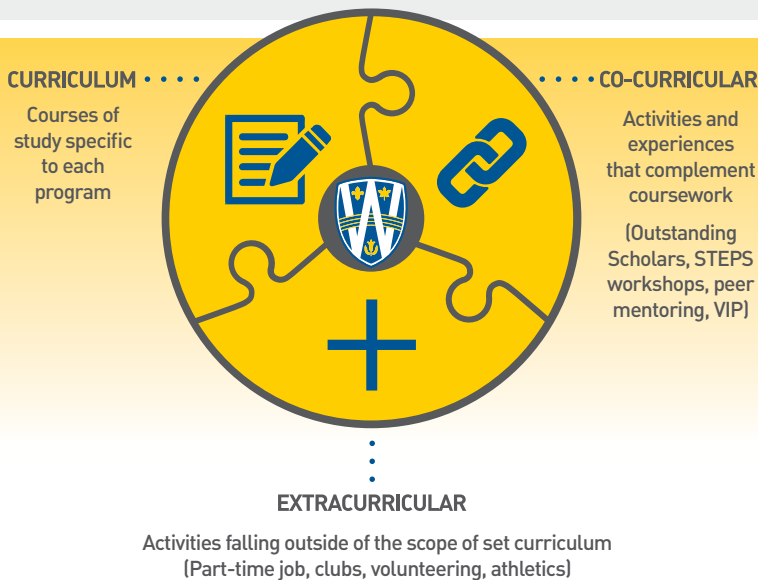 CURRICULUM
Courses of
study specific
to each
program
CO-CURRICULAR
Activities and
experiences
that complement
coursework
(Outstanding
Scholars, STEPS
workshops, peer
mentoring, VIP)
W
EXTRACURRICULAR
Activities falling outside of the scope of set curriculum
(Part-time job, clubs, volunteering, athletics)